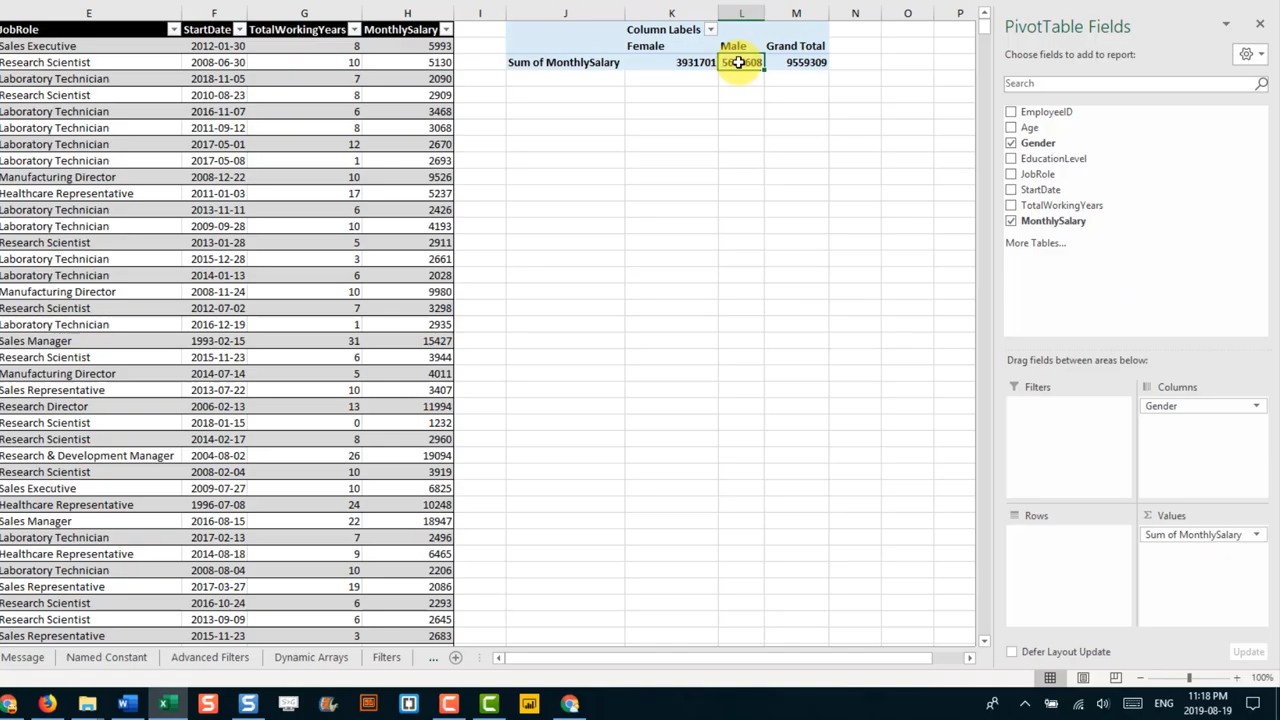 E F G H I J K L M N O P
JobRole StartDate TotalWorkingYears MonthlySalary Column Labels
Sales Executive 2012-01-30 8 5993 Female Male Grand Total
Research Scientist 2008-06-30 10 5130 Sum of MonthlySalary 3931701 9559309
Laboratory Technician 2018-11-05 7 2090
Research Scientist 2010-08-23 8 2909
Laboratory Technician 2016-11-07 6 3468
Laboratory Technician 2011-09-12 8 3068
Laboratory Technician 2017-05-01 12 2670
Laboratory Technician 2017-05-08 1 2693
Manufacturing Director 2008-12-22 10 9526
Healthcare Representative 2011-01-03 17 5237
Laboratory Technician 2013-11-11 6 2426
Laboratory Technician 2009-09-28 10 4193
Research Scientist 2013-01-28 5 2911
Laboratory Technician 2015-12-28 3 2661
Laboratory Technician 2014-01-13 6 2028
Manufacturing Director 2008-11-24 10 9980
Research Scientist 2012-07-02 7 3298
Laboratory Technician 2016-12-19 1 2935
Sales Manager 1993-02-15 31 15427
Research Scientist 2015-11-23 6 3944
Manufacturing Director 2014-07-14 5 4011
Sales Representative 2013-07-22 10 3407
Research Director 2006-02-13 13 11994
Research Scientist 2018-01-15 0 1232
Research Scientist 2014-02-17 8 2960
Research & Development Manager 2004-08-02 26 19094
Research Scientist 2008-02-04 10 3919
Sales Executive 2009-07-27 10 6825
Healthcare Representative 1996-07-08 24 10248
Sales Manager 2016-08-15 22 18947
Laboratory Technician 2017-02-13 7 2496
Healthcare Representative 2014-08-18 9 6465
Laboratory Technician 2008-08-04 10 2206
Research Scientist 2017-03-27 19 2086
Research Scientist 2016-10-24 6 2293
Research Scientist 2013-09-09 6 2645
Sales Representative 2015-11-23 3 2683
Message Named Constant Advanced Filters Dynamic Arrays Filters ...
PivotTable Fields
Choose fields to add to report:
Search
EmployeeID
Age
Gender
EducationLevel
JobRole
StartDate
TotalWorkingYears
MonthlySalary
More Tables...
Drag fields between areas below:
Filters Columns
Gender
Rows Σ Values
Sum of MonthlySalary
Defer Layout Update Update
100%
ENG 11:18 PM
2019-08-19